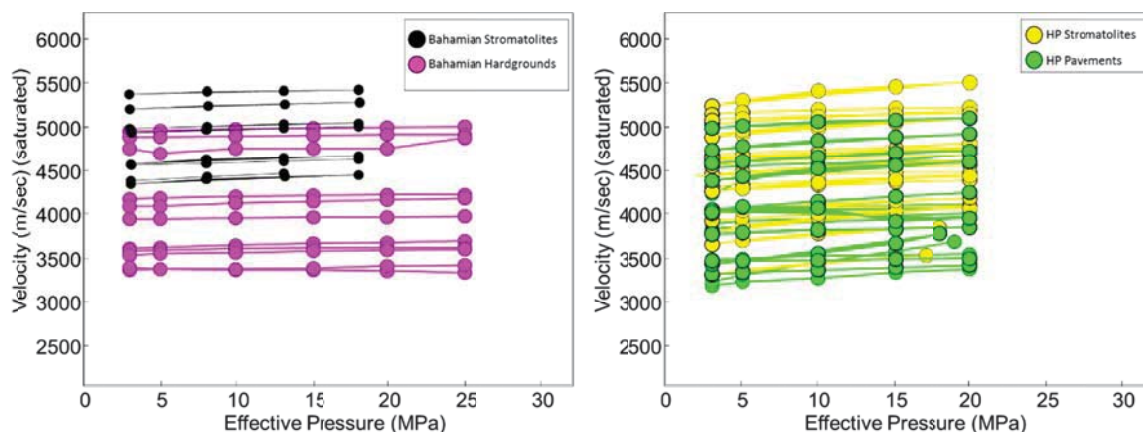 6000
5500
5000
4500
4000
3500
3000
2500
Velocity (m/sec) (saturated)
Bahamian Stromatolites
Bahamian Hardgrounds
0 5 10 15 20 25 30
Effective Pressure (MPa)
6000
5500
5000
4500
4000
3500
3000
2500
Velocity (m/sec) (saturated)
HP Stromatolites
HP Pavements
0 5 10 15 20 25 30
Effective Pressure (MPa)